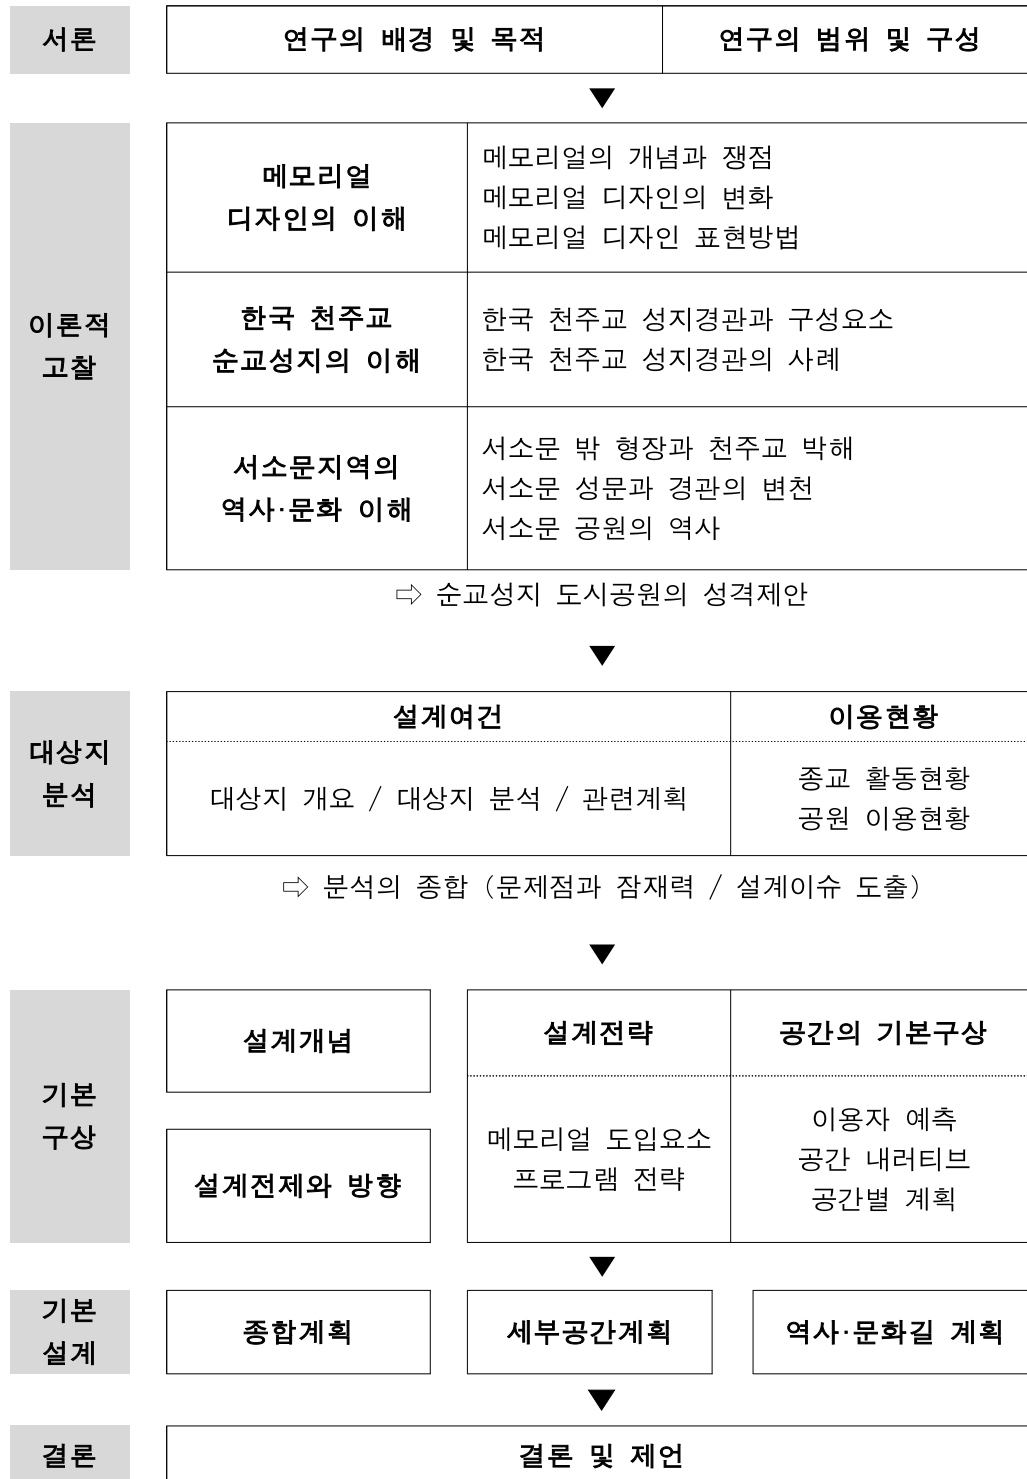 서론
연구의 배경 및 목적
연구의 범위 및 구성
▼
이론적
고찰
메모리얼
디자인의 이해
메모리얼의 개념과 쟁점
메모리얼 디자인의 변화
메모리얼 디자인 표현방법
한국 천주교
순교성지의 이해
한국 천주교 성지경관과 구성요소
한국 천주교 성지경관의 사례
서소문지역의
역사·문화 이해
서소문 밖 형장과 천주교 박해
서소문 성문과 경관의 변천
서소문 공원의 역사
⇨ 순교성지 도시공원의 성격제안
▼
대상지
분석
설계여건
대상지 개요 / 대상지 분석 / 관련계획
이용현황
종교 활동현황
공원 이용현황
⇨ 분석의 종합 (문제점과 잠재력 / 설계이슈 도출)
▼
기본
구상
설계개념
설계전제와 방향
설계전략
메모리얼 도입요소
프로그램 전략
공간의 기본구상
이용자 예측
공간 내러티브
공간별 계획
▼
기본
설계
종합계획
세부공간계획
역사·문화길 계획
▼
결론
결론 및 제언